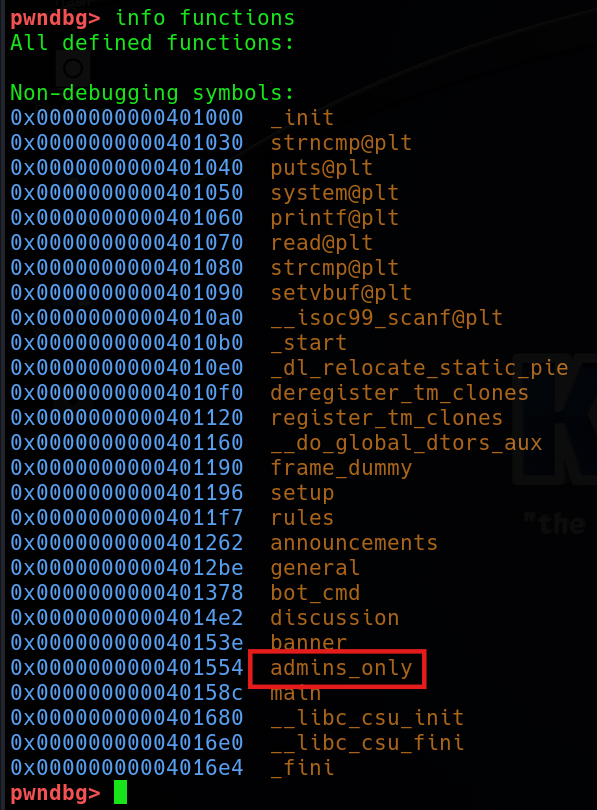 pwndbg> info functions
All defined functions:
Non-debugging symbols:
0x0000000000401000  _init
0x0000000000401030  strncmp@plt
0x0000000000401040  puts@plt
0x0000000000401050  system@plt
0x0000000000401060  printf@plt
0x0000000000401070  read@plt
0x0000000000401080  strcmp@plt
0x0000000000401090  setvbuf@plt
0x00000000004010a0  __isoc99_scanf@plt
0x00000000004010b0  _start
0x00000000004010e0  _dl_relocate_static_pie
0x00000000004010f0  deregister_tm_clones
0x0000000000401120  register_tm_clones
0x0000000000401160  __do_global_dtors_aux
0x0000000000401190  frame_dummy
0x0000000000401196  setup
0x00000000004011f7  rules
0x0000000000401262  announcements
0x00000000004012be  general
0x0000000000401378  bot_cmd
0x00000000004014e2  discussion
0x000000000040153e  banner
0x0000000000401554  admins_only
0x000000000040158c  main
0x0000000000401680  __libc_csu_init
0x00000000004016e0  __libc_csu_fini
0x00000000004016e4  _fini
pwndbg>
"the